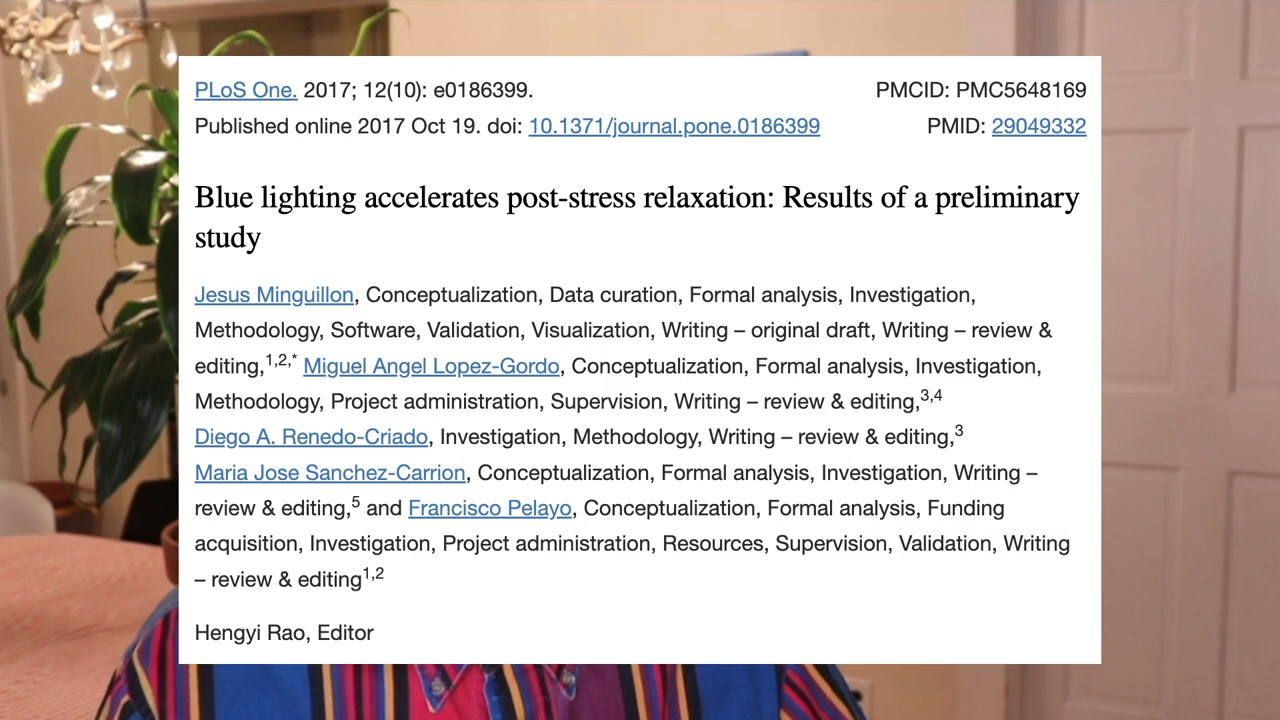 PLoS One. 2017; 12(10): e0186399.
PMCID: PMC5648169
Published online 2017 Oct 19. doi: 10.1371/journal.pone.0186399
PMID: 29049332
Blue lighting accelerates post-stress relaxation: Results of a preliminary
study
Jesus Minguillon, Conceptualization, Data curation, Formal analysis, Investigation,
Methodology, Software, Validation, Visualization, Writing – original draft, Writing – review &
editing,1,2,* Miguel Angel Lopez-Gordo, Conceptualization, Formal analysis, Investigation,
Methodology, Project administration, Supervision, Writing – review & editing,3,4
Diego A. Renedo-Criado, Investigation, Methodology, Writing – review & editing,3
Maria Jose Sanchez-Carrion, Conceptualization, Formal analysis, Investigation, Writing –
review & editing,5 and Francisco Pelayo, Conceptualization, Formal analysis, Funding
acquisition, Investigation, Project administration, Resources, Supervision, Validation, Writing
– review & editing1,2
Hengyi Rao, Editor